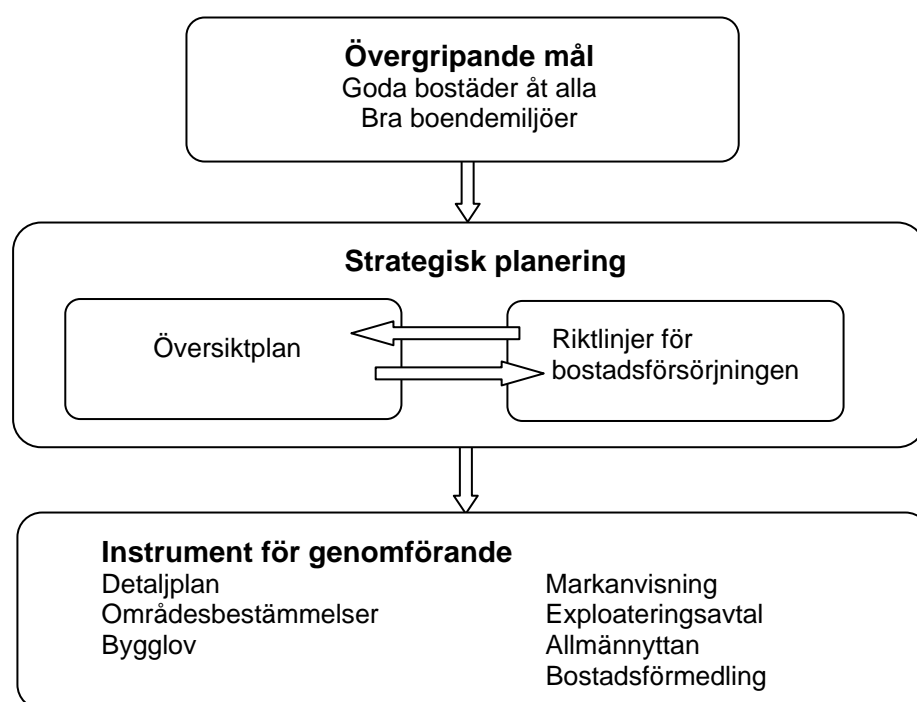 Övergripande mål
Goda bostäder åt alla
Bra boendemiljöer
Strategisk planering
Översiktplan
Riktlinjer för
bostadsförsörjningen
Instrument för genomförande
Detaljplan
Områdesbestämmelser
Bygglov
Markanvisning
Exploateringsavtal
Allmännyttan
Bostadsförmedling